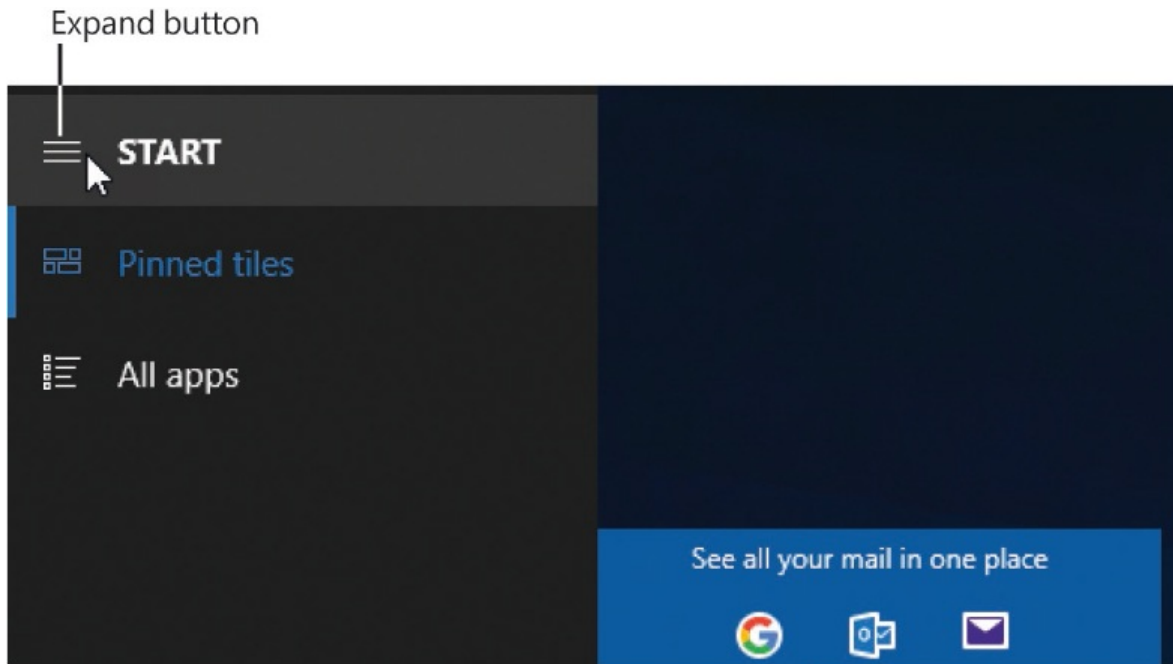 Expand button
START
Pinned tiles
All apps
See all your mail in one place